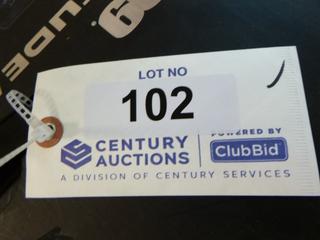 LOT NO
102
CENTURY
AUCTIONS
POWERED BY
ClubBid
A DIVISION OF CENTURY SERVICES